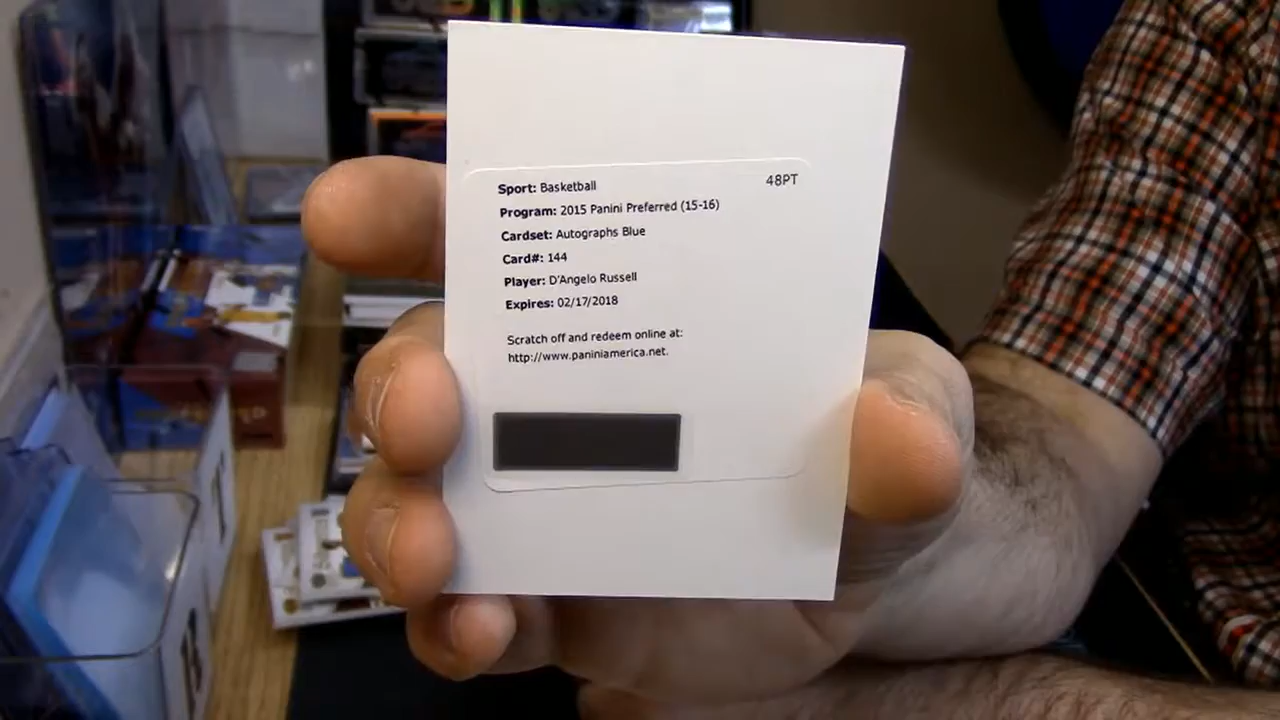 48PT
Sport: Basketball
Program: 2015 Panini Preferred (15-16)
Cardset: Autographs Blue
Card#: 144
Player: D'Angelo Russell
Expires: 02/17/2018
Scratch off and redeem online at:
http://www.paniniamerica.net.